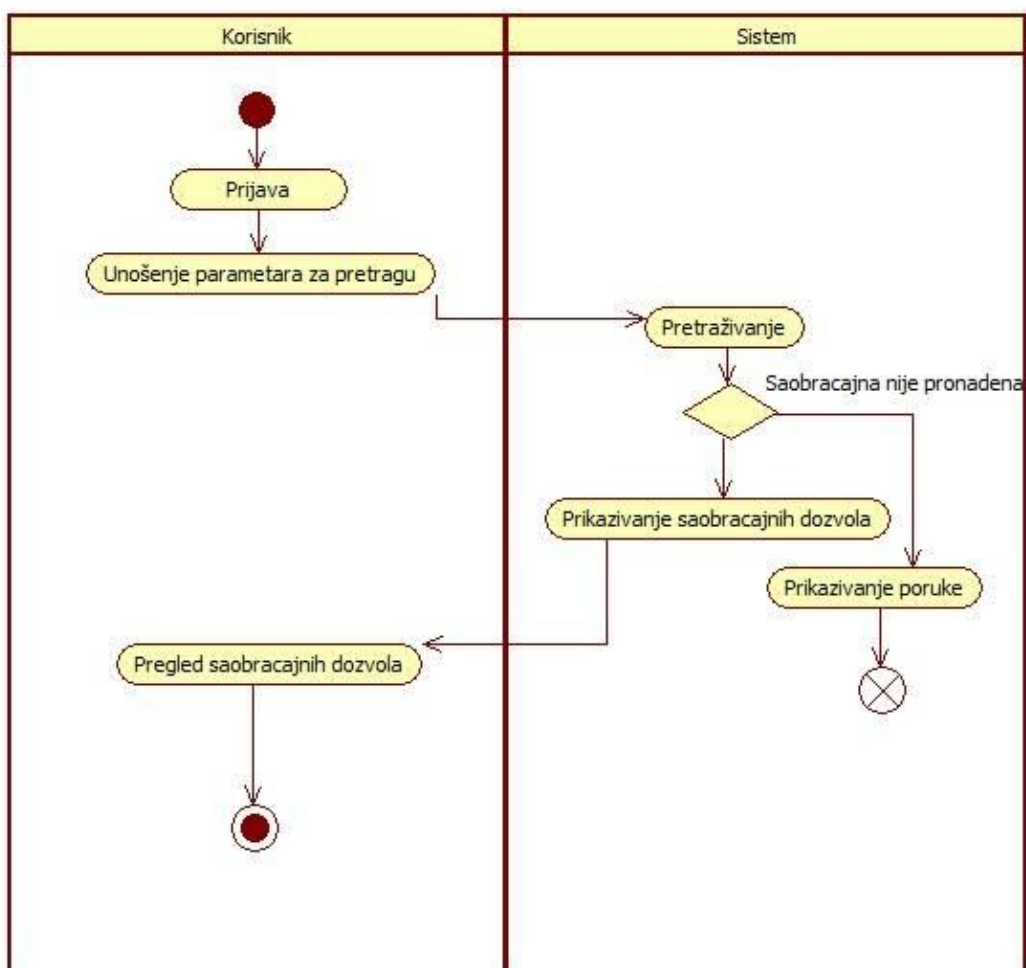 Korisnik
Sistem
Prijava
Unošenje parametara za pretragu
Pretraživanje
Saobracajna nije pronadena
Prikazivanje saobracajnih dozvola
Prikazivanje poruke
Pregled saobracajnih dozvola